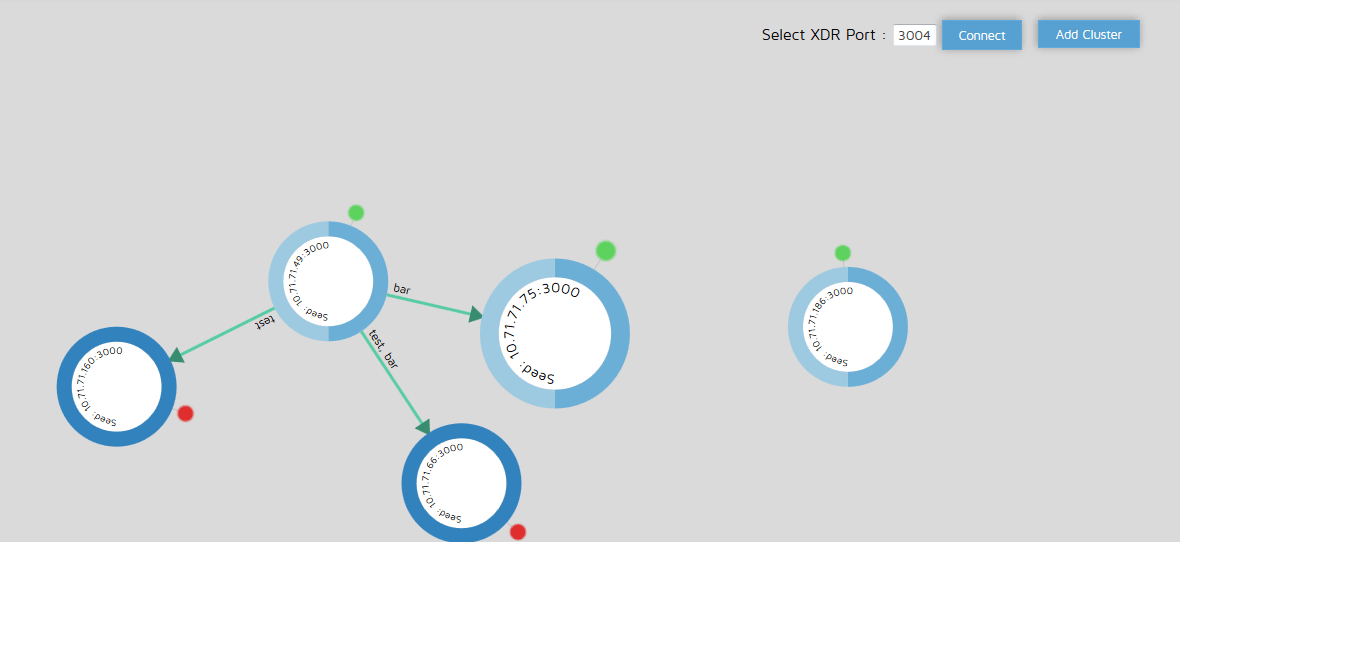 Select XDR Port : 3004 Connect Add Cluster
Seed: 10.71.71.49:3000
bar
test
test, bar
Seed: 10.71.71.75:3000
Seed: 10.71.71.186:3000
Seed: 10.71.71.160:3000
Seed: 10.71.71.66:3000